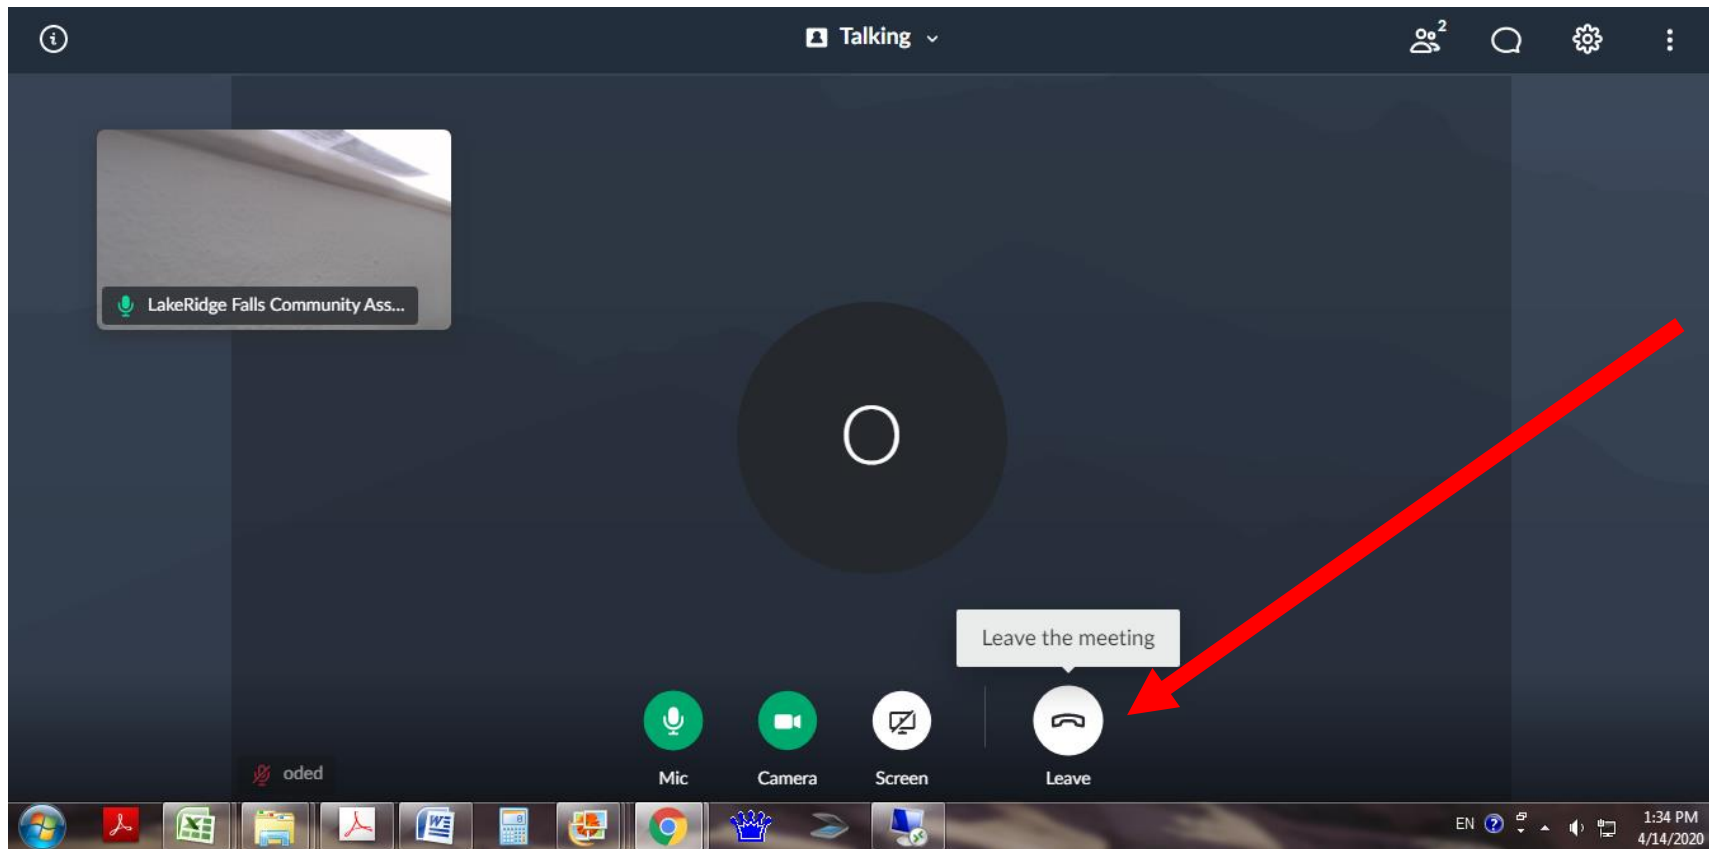 Talking
2
LakeRidge Falls Community Ass...
O
Leave the meeting
oded
Mic
Camera
Screen
Leave
EN
1:34 PM
4/14/2020